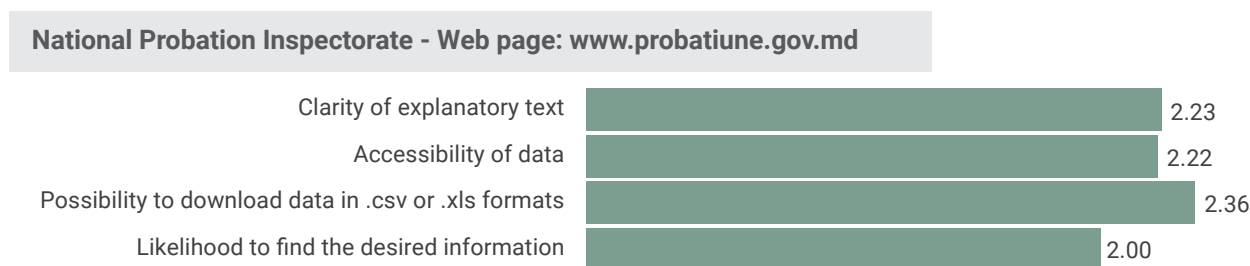 National Probation Inspectorate - Web page: www.probatiune.gov.md
Clarity of explanatory text 2.23
Accessibility of data 2.22
Possibility to download data in .csv or .xls formats 2.36
Likelihood to find the desired information 2.00